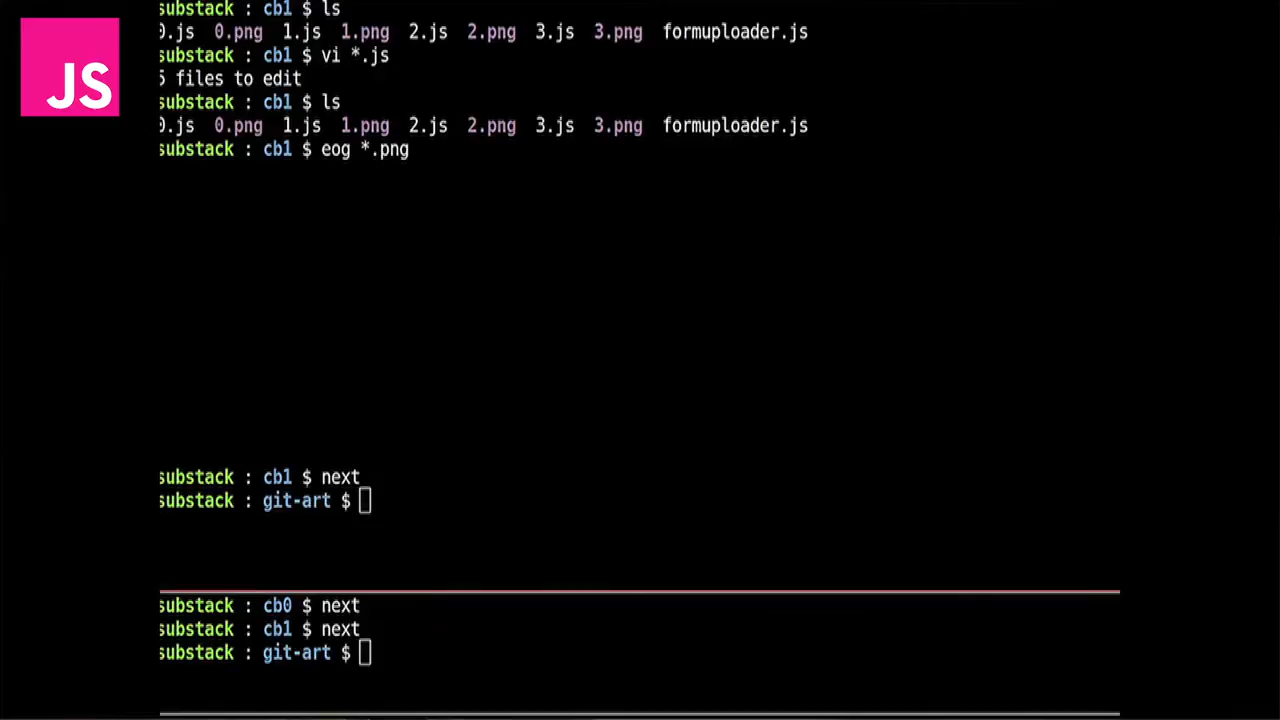 JS
substack : cb1 $ ls
0.js 0.png 1.js 1.png 2.js 2.png 3.js 3.png formuploader.js
substack : cb1 $ vi *.js
5 files to edit
substack : cb1 $ ls
0.js 0.png 1.js 1.png 2.js 2.png 3.js 3.png formuploader.js
substack : cb1 $ eog *.png
substack : cb1 $ next
substack : git-art $
substack : cb0 $ next
substack : cb1 $ next
substack : git-art $